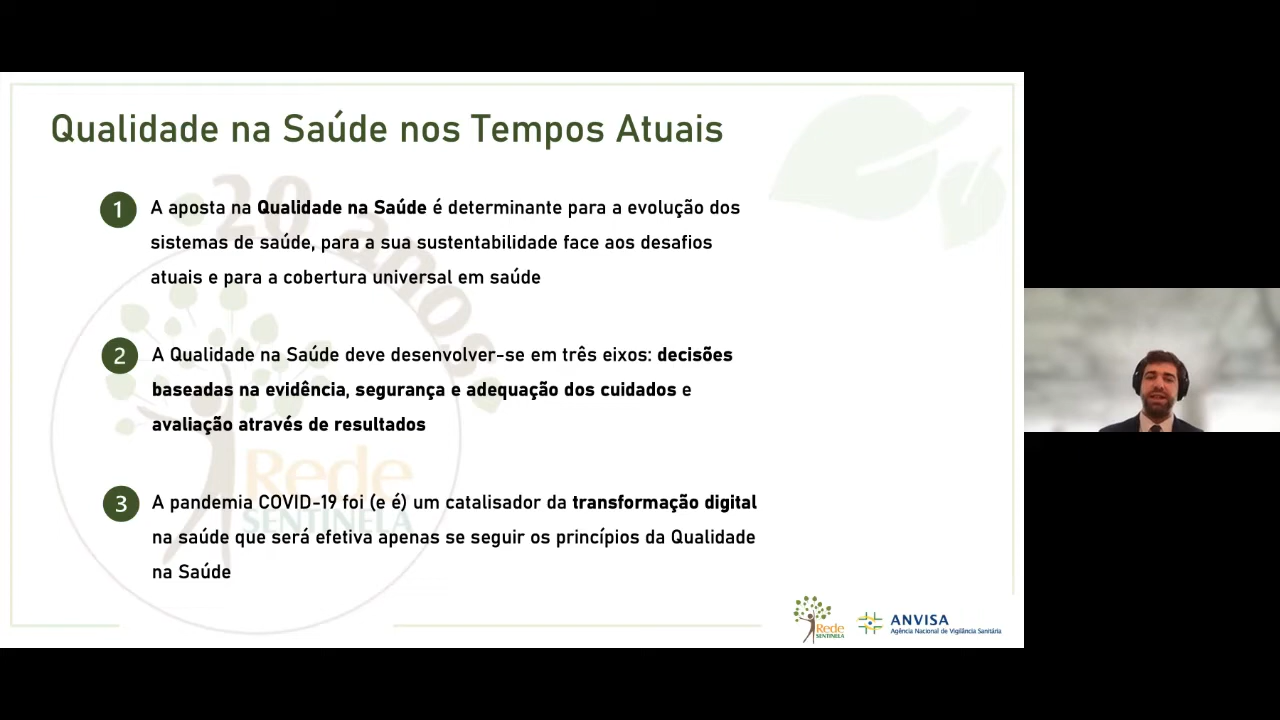 Qualidade na Saúde nos Tempos Atuais
1
A aposta na Qualidade na Saúde é determinante para a evolução dos
sistemas de saúde, para a sua sustentabilidade face aos desafios
atuais e para a cobertura universal em saúde
2
A Qualidade na Saúde deve desenvolver-se em três eixos: decisões
baseadas na evidência, segurança e adequação dos cuidados e
avaliação através de resultados
3
A pandemia COVID-19 foi (e é) um catalisador da transformação digital
na saúde que será efetiva apenas se seguir os princípios da Qualidade
na Saúde
20 anos
Rede
SENTINELA
Rede
SENTINELA
ANVISA
Agência Nacional de Vigilância Sanitária